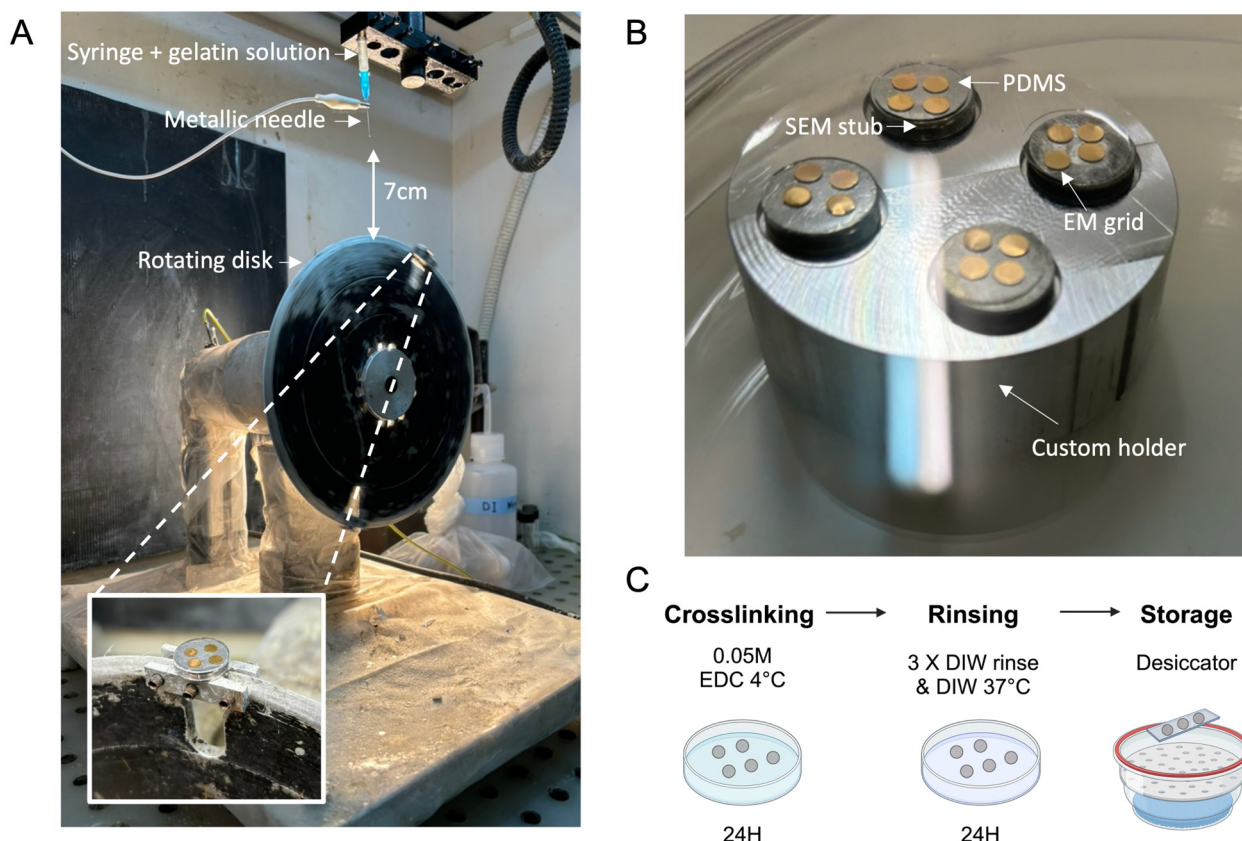 A
Syringe + gelatin solution
Metallic needle
7cm
Rotating disk
DI
B
PDMS
SEM stub
EM grid
Custom holder
C
Crosslinking
Rinsing
Storage
0.05M
EDC 4°C
3 X DIW rinse
& DIW 37°C
Desiccator
24H
24H